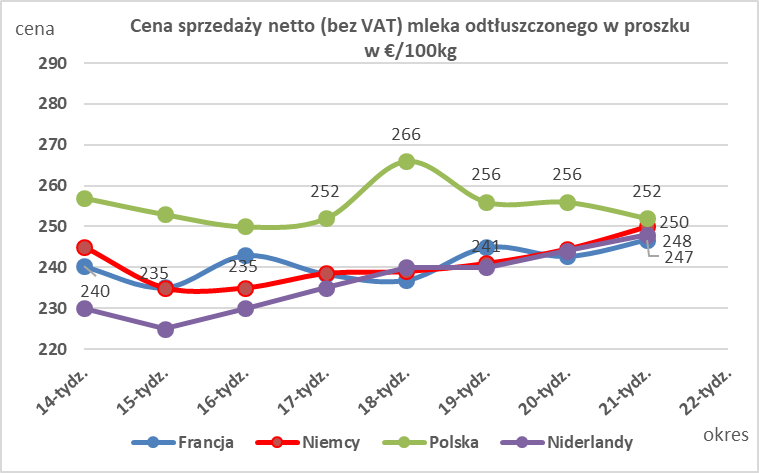 Cena sprzedaży netto (bez VAT) mleka odtłuszczonego w proszku
w €/100kg
cena
290
280
270
260
250
240
230
220
266
252
256
256
252
250
248
247
241
235
235
240
14-tydz.
15-tydz.
16-tydz.
17-tydz.
18-tydz.
19-tydz.
20-tydz.
21-tydz.
22-tydz.
okres
Francja
Niemcy
Polska
Niderlandy